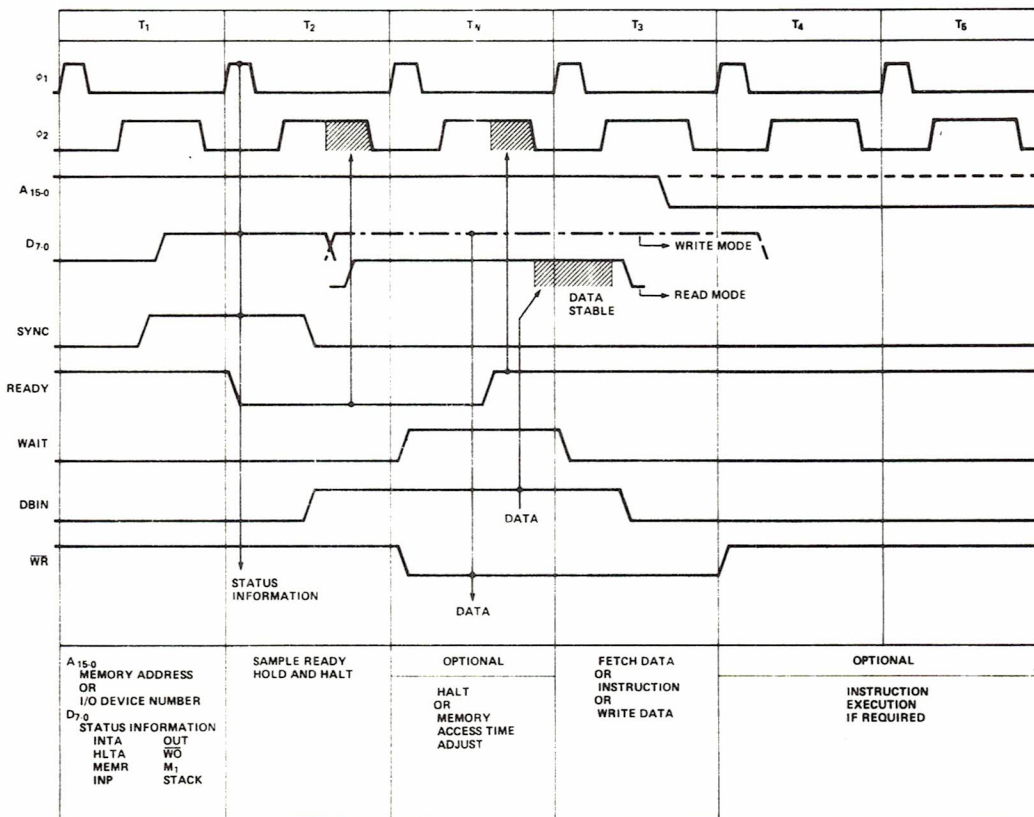 T1 T2 TW T3 T4 T5
φ1
φ2
A15-0
D7-0
WRITE MODE
READ MODE
DATA
STABLE
SYNC
READY
WAIT
DBIN
DATA
WR
STATUS
INFORMATION
DATA
A15-0
MEMORY ADDRESS
OR
I/O DEVICE NUMBER
D7-0
STATUS INFORMATION
INTA OUT
HLTA WO
MEMR M1
INP STACK
SAMPLE READY
HOLD AND HALT
OPTIONAL
HALT
OR
MEMORY
ACCESS TIME
ADJUST
FETCH DATA
OR
INSTRUCTION
OR
WRITE DATA
OPTIONAL
INSTRUCTION
EXECUTION
IF REQUIRED